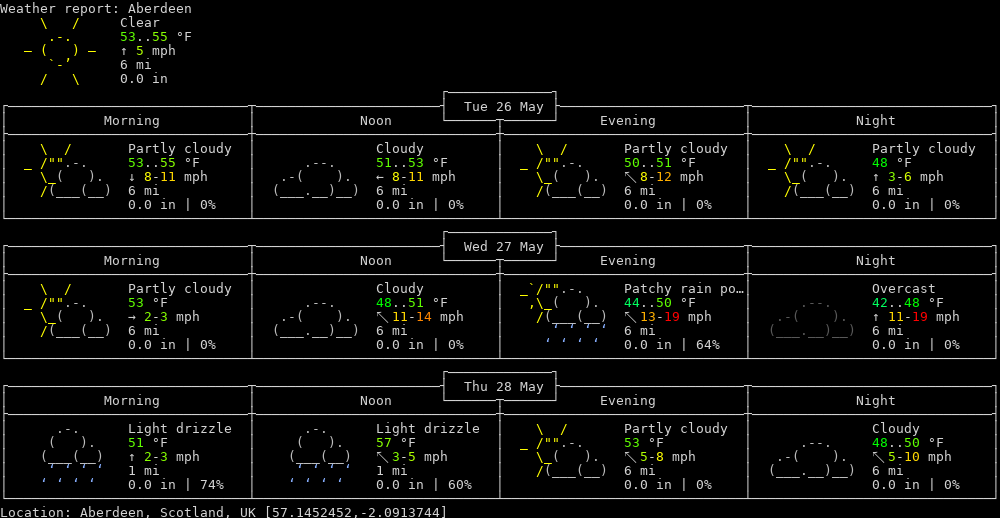 Weather report: Aberdeen
Clear
53..55 °F
↑ 5 mph
6 mi
0.0 in
Tue 26 May
Morning Noon Evening Night
Partly cloudy Cloudy Partly cloudy Partly cloudy
53..55 °F 51..53 °F 50..51 °F 48 °F
↓ 8-11 mph ← 8-11 mph ↖ 8-12 mph ↑ 3-6 mph
6 mi 6 mi 6 mi 6 mi
0.0 in | 0% 0.0 in | 0% 0.0 in | 0% 0.0 in | 0%
Wed 27 May
Morning Noon Evening Night
Partly cloudy Cloudy Patchy rain po… Overcast
53 °F 48..51 °F 44..50 °F 42..48 °F
→ 2-3 mph ↖ 11-14 mph ↖ 13-19 mph ↑ 11-19 mph
6 mi 6 mi 6 mi 6 mi
0.0 in | 0% 0.0 in | 0% 0.0 in | 64% 0.0 in | 0%
Thu 28 May
Morning Noon Evening Night
Light drizzle Light drizzle Partly cloudy Cloudy
51 °F 57 °F 53 °F 48..50 °F
↑ 2-3 mph ↖ 3-5 mph ↖ 5-8 mph ↖ 5-10 mph
1 mi 1 mi 6 mi 6 mi
0.0 in | 74% 0.0 in | 60% 0.0 in | 0% 0.0 in | 0%
Location: Aberdeen, Scotland, UK [57.1452452,-2.0913744]